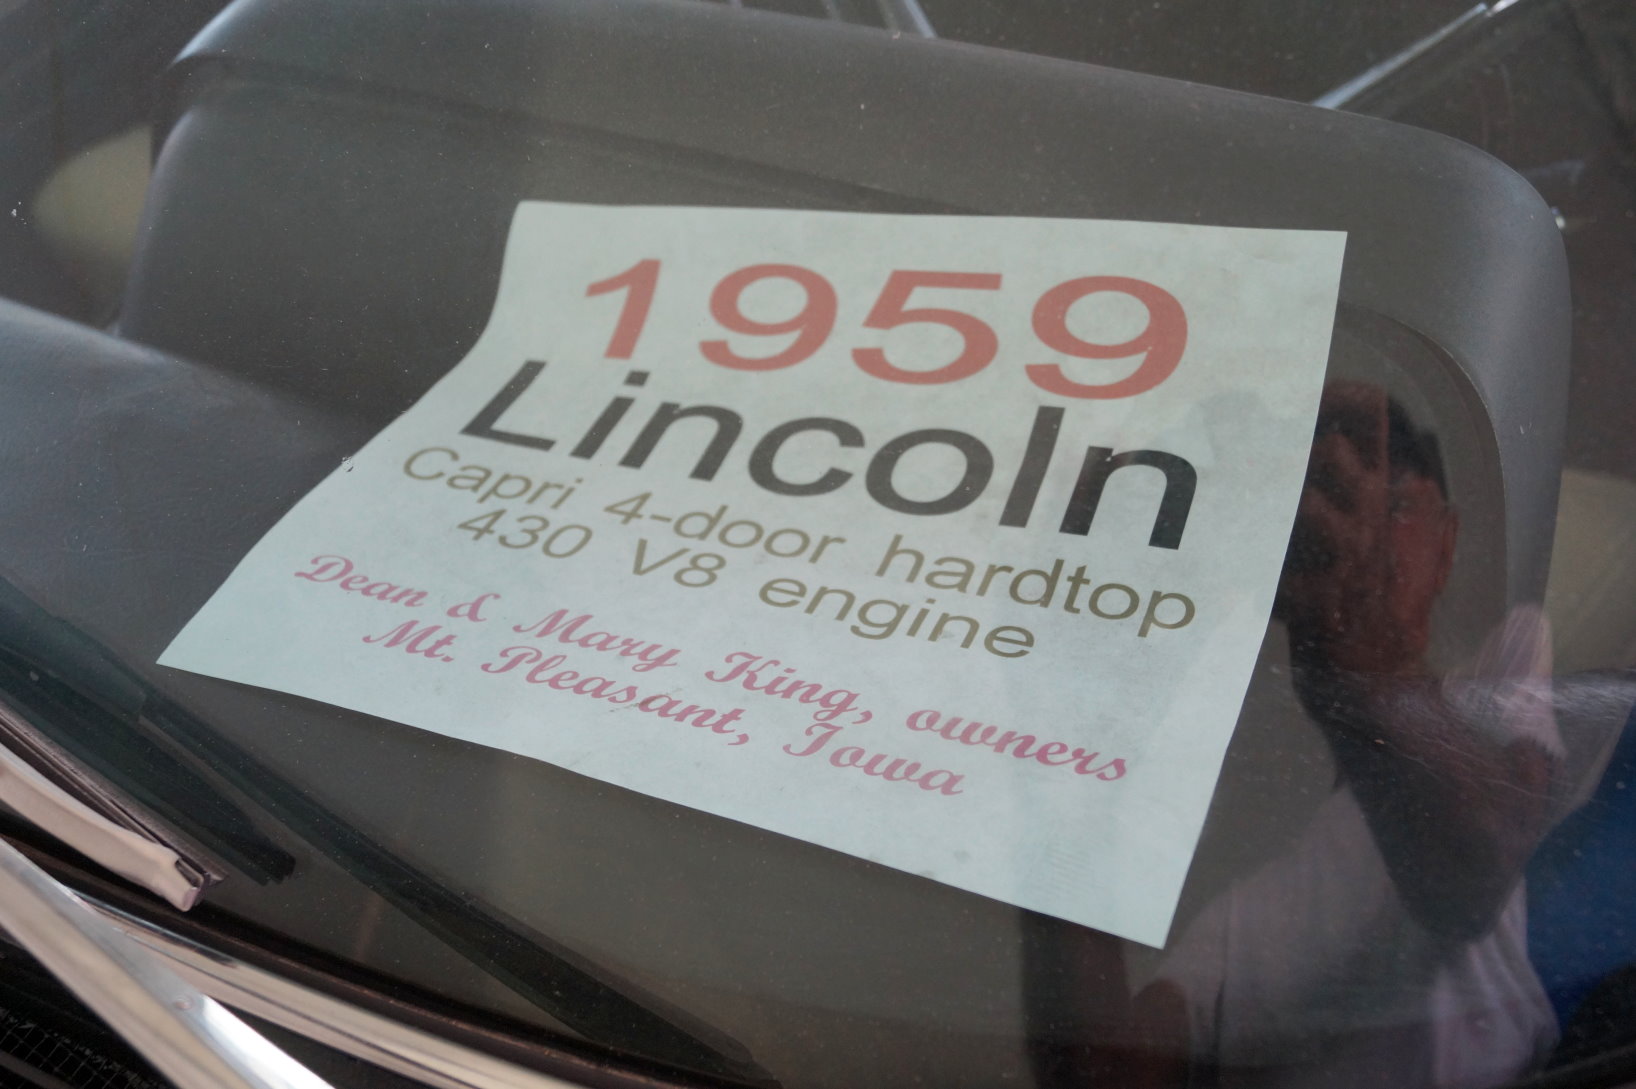 1959
Lincoln
Capri 4-door hardtop
430 V8 engine
Dean & Mary King, owners
Mt. Pleasant, Iowa